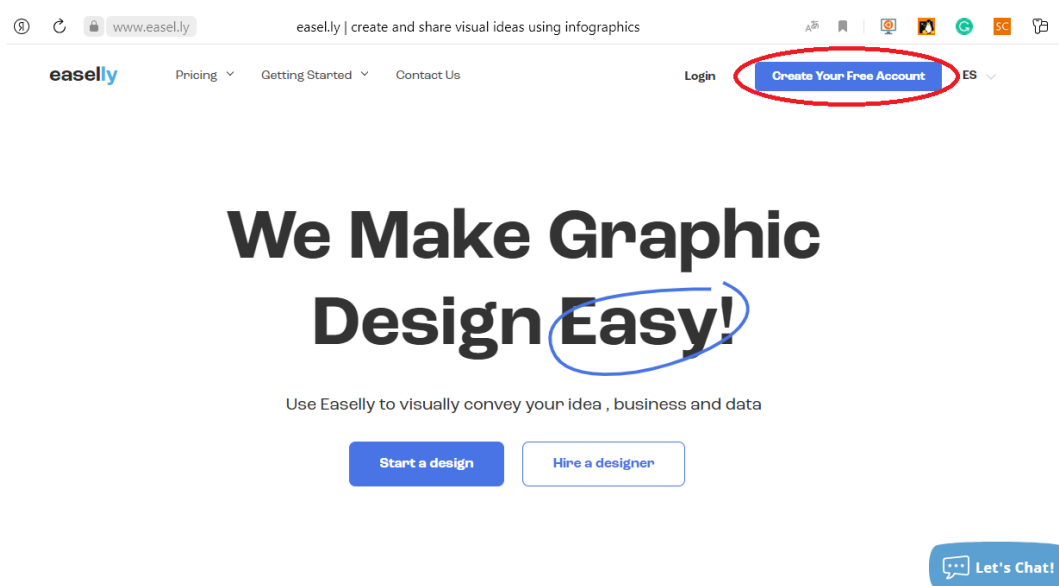 www.easel.ly easel.ly | create and share visual ideas using infographics
easelly Pricing Getting Started Contact Us Login Create Your Free Account ES
We Make Graphic
Design Easy!
Use Easelly to visually convey your idea , business and data
Start a design Hire a designer
Let's Chat!